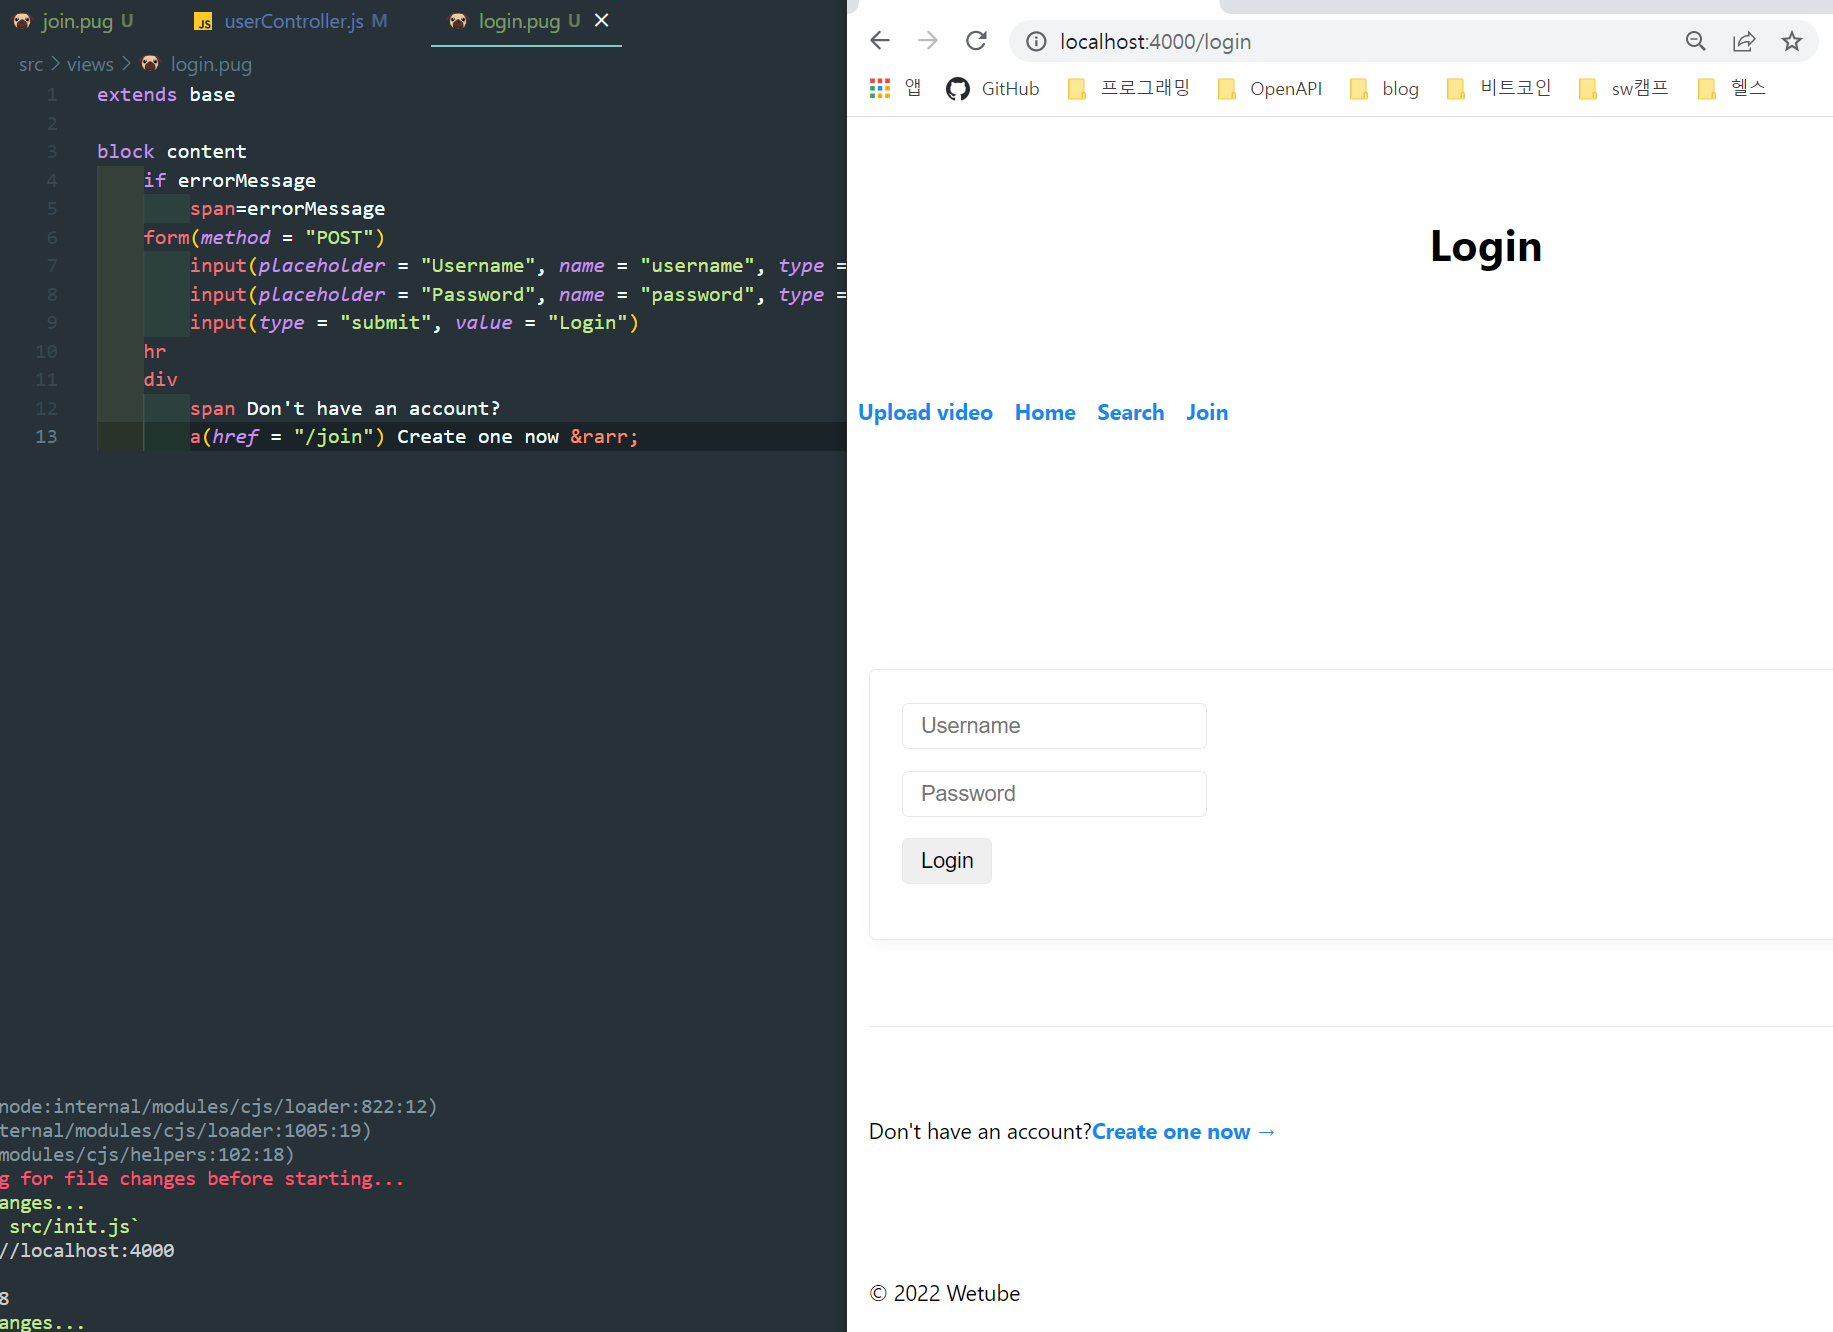 join.pug U
JS userController.js M
login.pug U
src > views > login.pug
1 extends base
2
3 block content
4 if errorMessage
5 span=errorMessage
6 form(method = "POST")
7 input(placeholder = "Username", name = "username", type =
8 input(placeholder = "Password", name = "password", type =
9 input(type = "submit", value = "Login")
10 hr
11 div
12 span Don't have an account?
13 a(href = "/join") Create one now &rarr;
node:internal/modules/cjs/loader:822:12)
ternal/modules/cjs/loader:1005:19)
modules/cjs/helpers:102:18)
g for file changes before starting...
anges...
src/init.js`
//localhost:4000
8
anges...
localhost:4000/login
앱 GitHub 프로그래밍 OpenAPI blog 비트코인 sw캠프 헬스
Login
Upload video Home Search Join
Username
Password
Login
Don't have an account?Create one now →
© 2022 Wetube